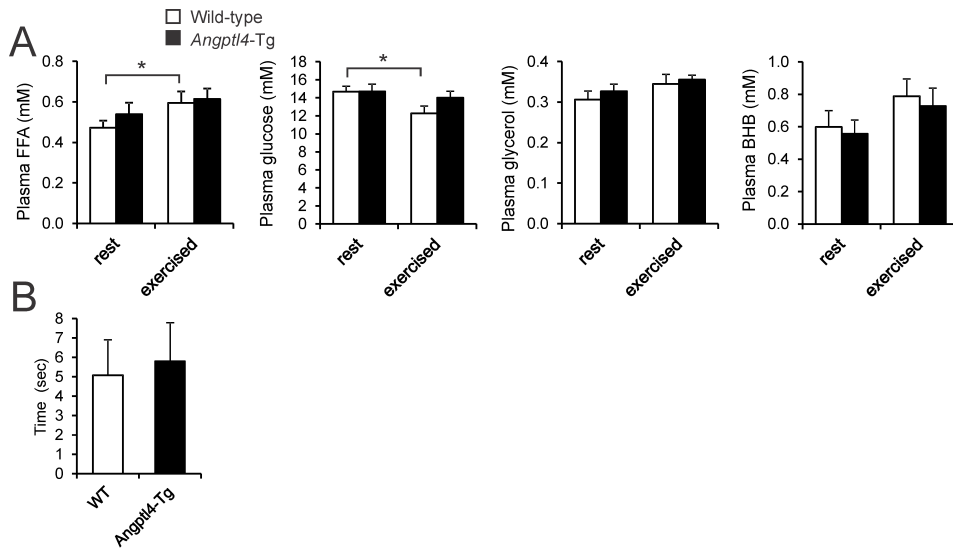 Wild-type
Angptl4-Tg
A
Plasma FFA (mM)
0.8
0.6
0.4
0.2
0.0
*
rest
exercised
Plasma glucose (mM)
18
16
14
12
10
8
6
4
2
0
*
rest
exercised
Plasma glycerol (mM)
0.4
0.3
0.2
0.1
0.0
rest
exercised
Plasma BHB (mM)
1.0
0.8
0.6
0.4
0.2
0.0
rest
exercised
B
Time (sec)
8
7
6
5
4
3
2
1
0
WT
Angptl4-Tg